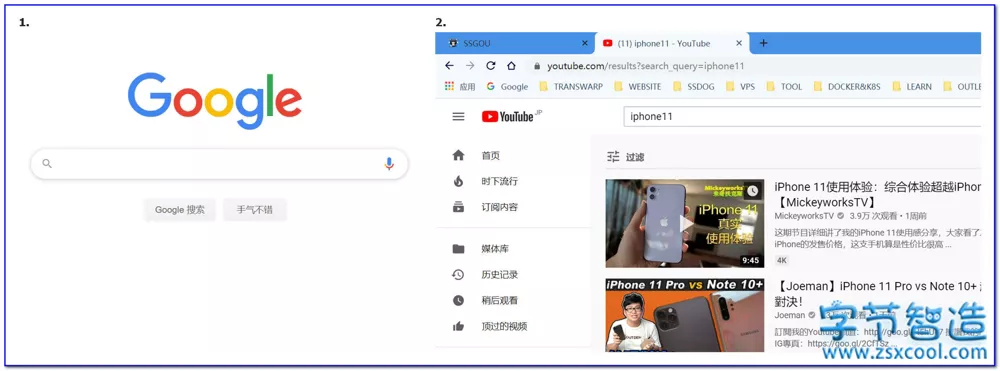 1.
Google
Google 搜索
手气不错
2.
SSGOU
(11) iphone11 - YouTube
youtube.com/results?search_query=iphone11
应用 Google TRANSWARP WEBSITE SSDOG VPS TOOL DOCKER&K8S LEARN OUTLE
YouTube JP
iphone11
首页
时下流行
订阅内容
媒体库
历史记录
稍后观看
顶过的视频
过滤
Mickeyworks
iPhone 11
真实
使用体验
9:45
iPhone 11使用体验：综合体验超越iPhon
【MickeyworksTV】
MickeyworksTV 3.9万 次观看 • 1周前
这期节目详细讲了我的iPhone 11使用感分享，大家看了
iPhone的发售价格，这支手机算是性价比很高 ...
4K
iPhone 11 Pro vs Note 10+
【Joeman】iPhone 11 Pro vs Note 10+
對決！
Joeman
訂閱我的Youtube
IG專頁：https://goo.gl/2CfTSz
字节智造
www.zsxcool.com